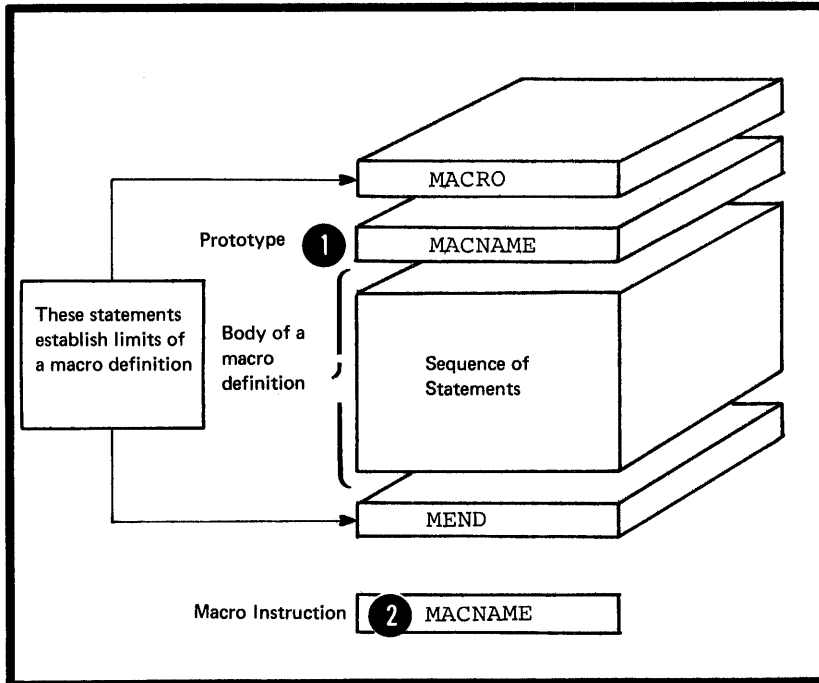 MACRO
Prototype 1 MACNAME
These statements
establish limits of
a macro definition
Body of a
macro
definition
Sequence of
Statements
MEND
Macro Instruction 2 MACNAME